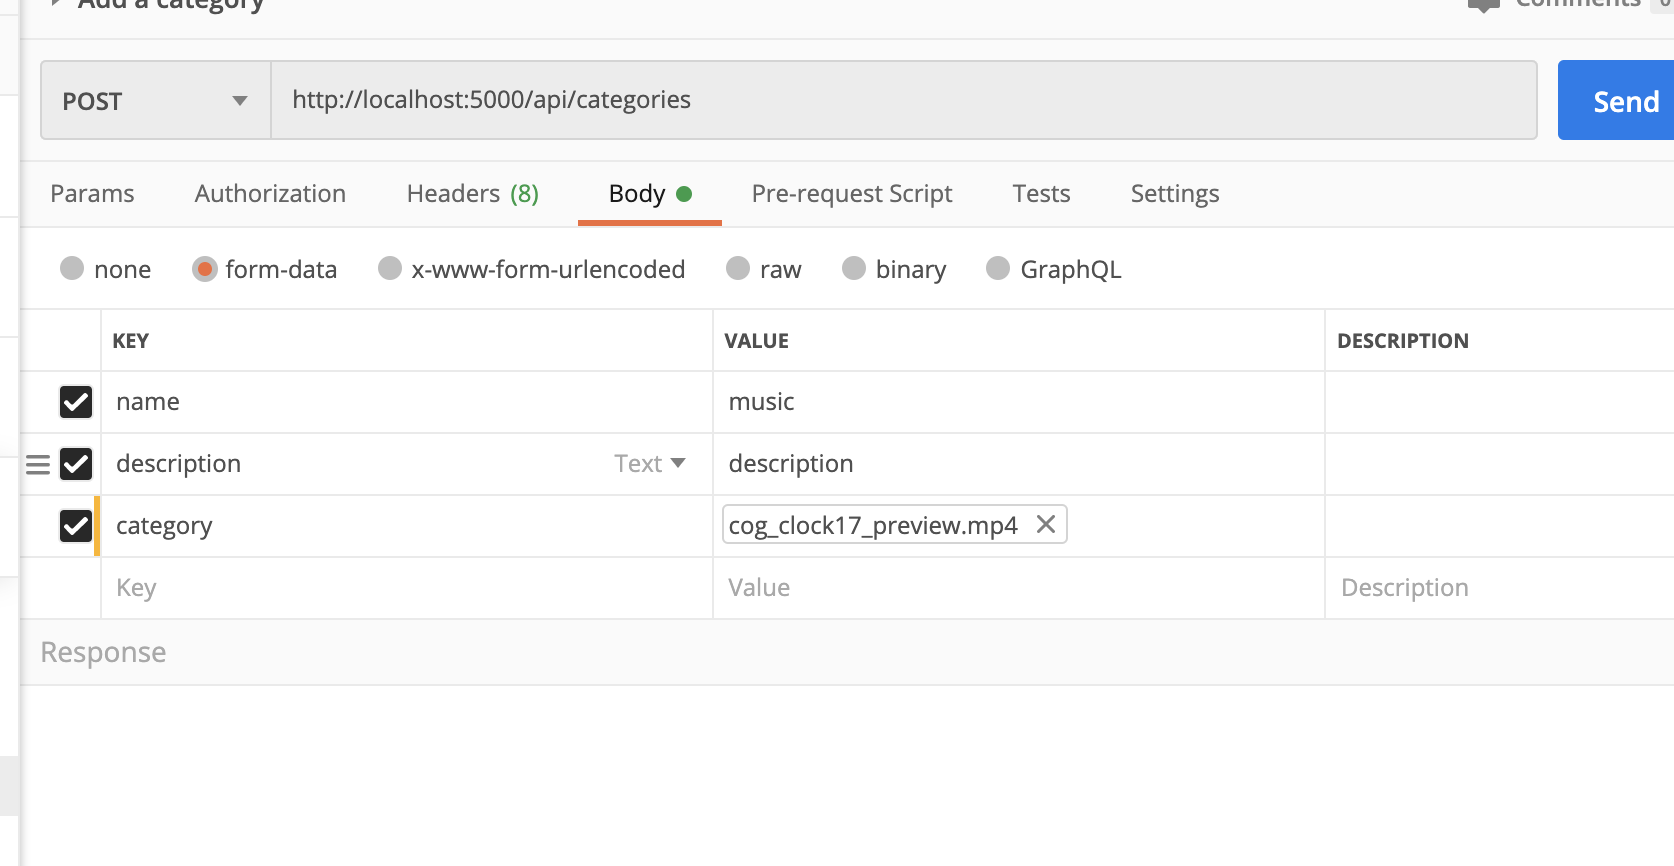 Add a category
Comments 0
POST
http://localhost:5000/api/categories
Send
Params Authorization Headers (8) Body Pre-request Script Tests Settings
none form-data x-www-form-urlencoded raw binary GraphQL
KEY VALUE DESCRIPTION
name music
description Text description
category cog_clock17_preview.mp4
Key Value Description
Response